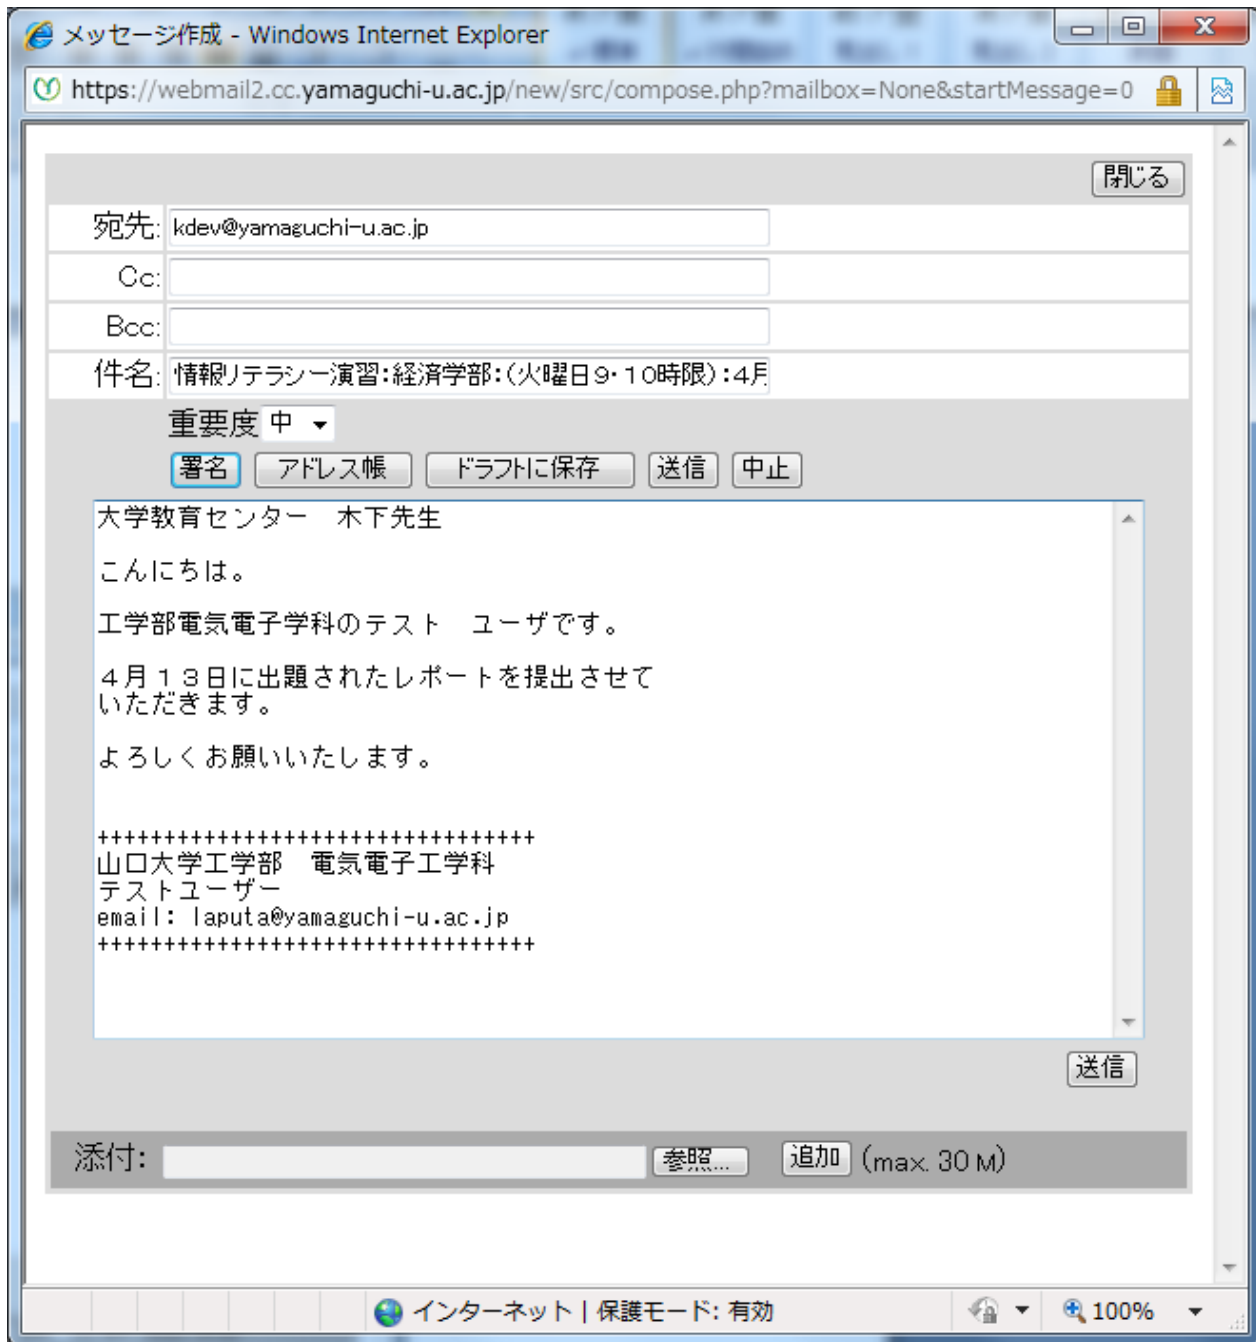 メッセージ作成 - Windows Internet Explorer
https://webmail2.cc.yamaguchi-u.ac.jp/new/src/compose.php?mailbox=None&startMessage=0
閉じる
宛先: kdev@yamaguchi-u.ac.jp
Cc:
Bcc:
件名: 情報リテラシー演習:経済学部:(火曜日9・10時限):4月
重要度 中
署名 アドレス帳 ドラフトに保存 送信 中止
大学教育センター　木下先生
こんにちは。
工学部電気電子学科のテスト　ユーザです。
４月１３日に出題されたレポートを提出させて
いただきます。
よろしくお願いいたします。
+++++++++++++++++++++++++++++++++
山口大学工学部　電気電子工学科
テストユーザー
email: laputa@yamaguchi-u.ac.jp
+++++++++++++++++++++++++++++++++
送信
添付: 参照... 追加 (max. 30 M)
インターネット | 保護モード: 有効 100%